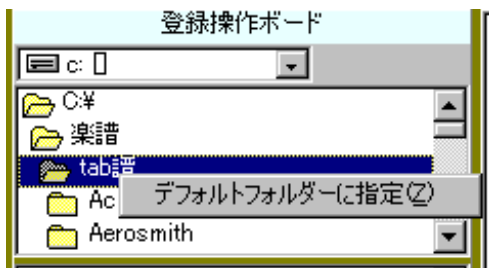 登録操作ボード
c: []
C:¥
楽譜
tab譜
デフォルトフォルダーに指定(Z)
Ac
Aerosmith